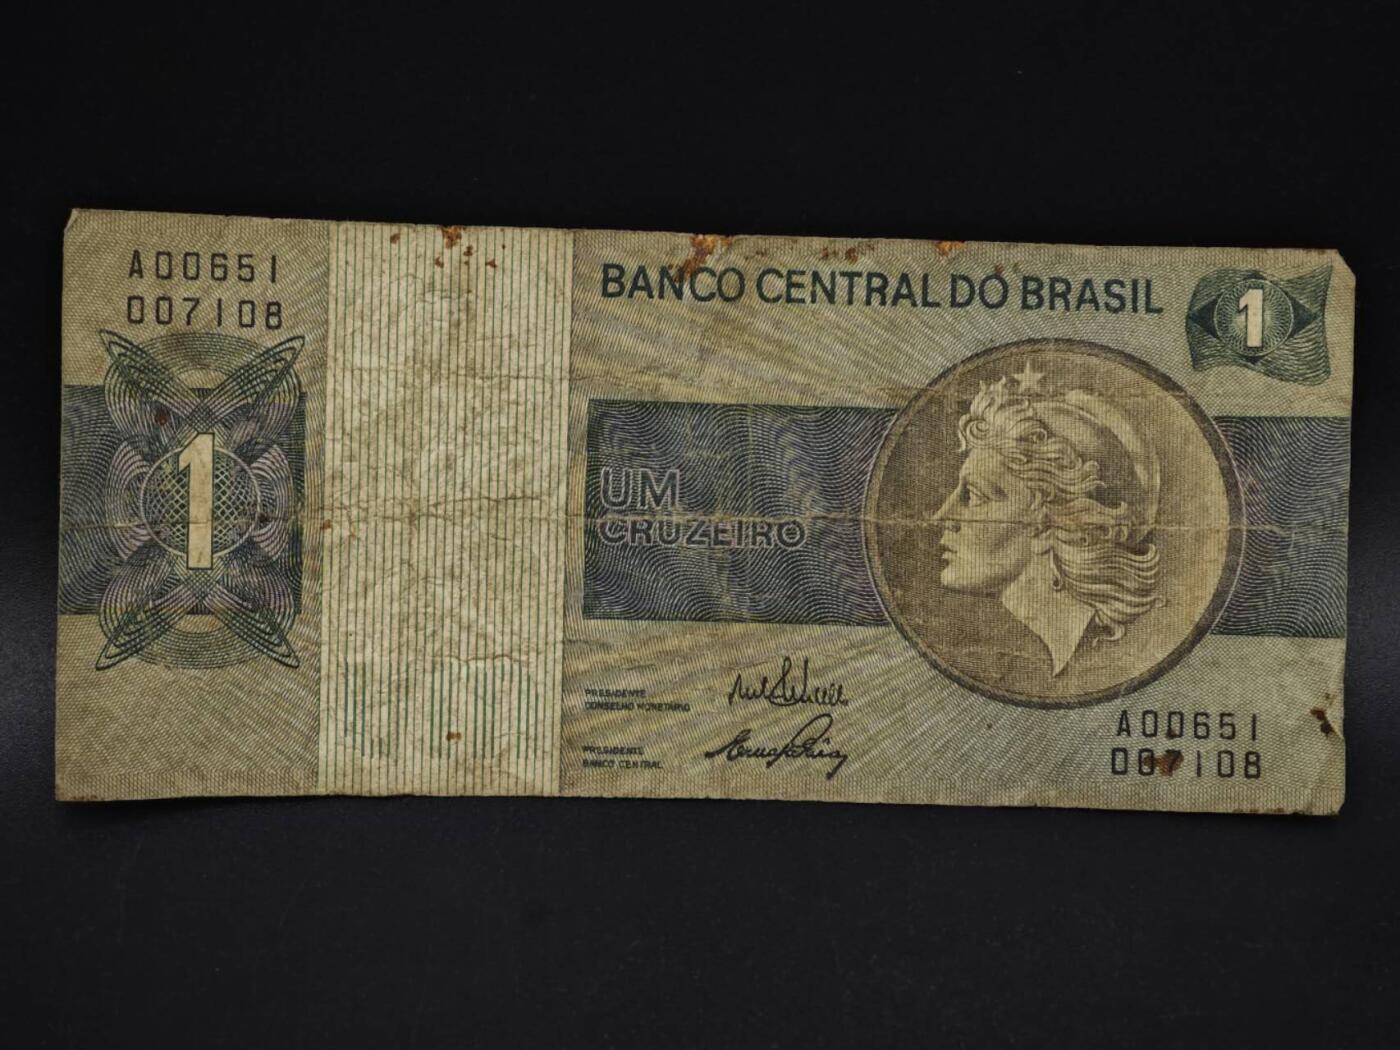 A00651
007108
BANCO CENTRAL DO BRASIL
1
1
UM
CRUZEIRO
PRESIDENTE
CONSELHO MONETÁRIO
PRESIDENTE
BANCO CENTRAL
A00651
007108